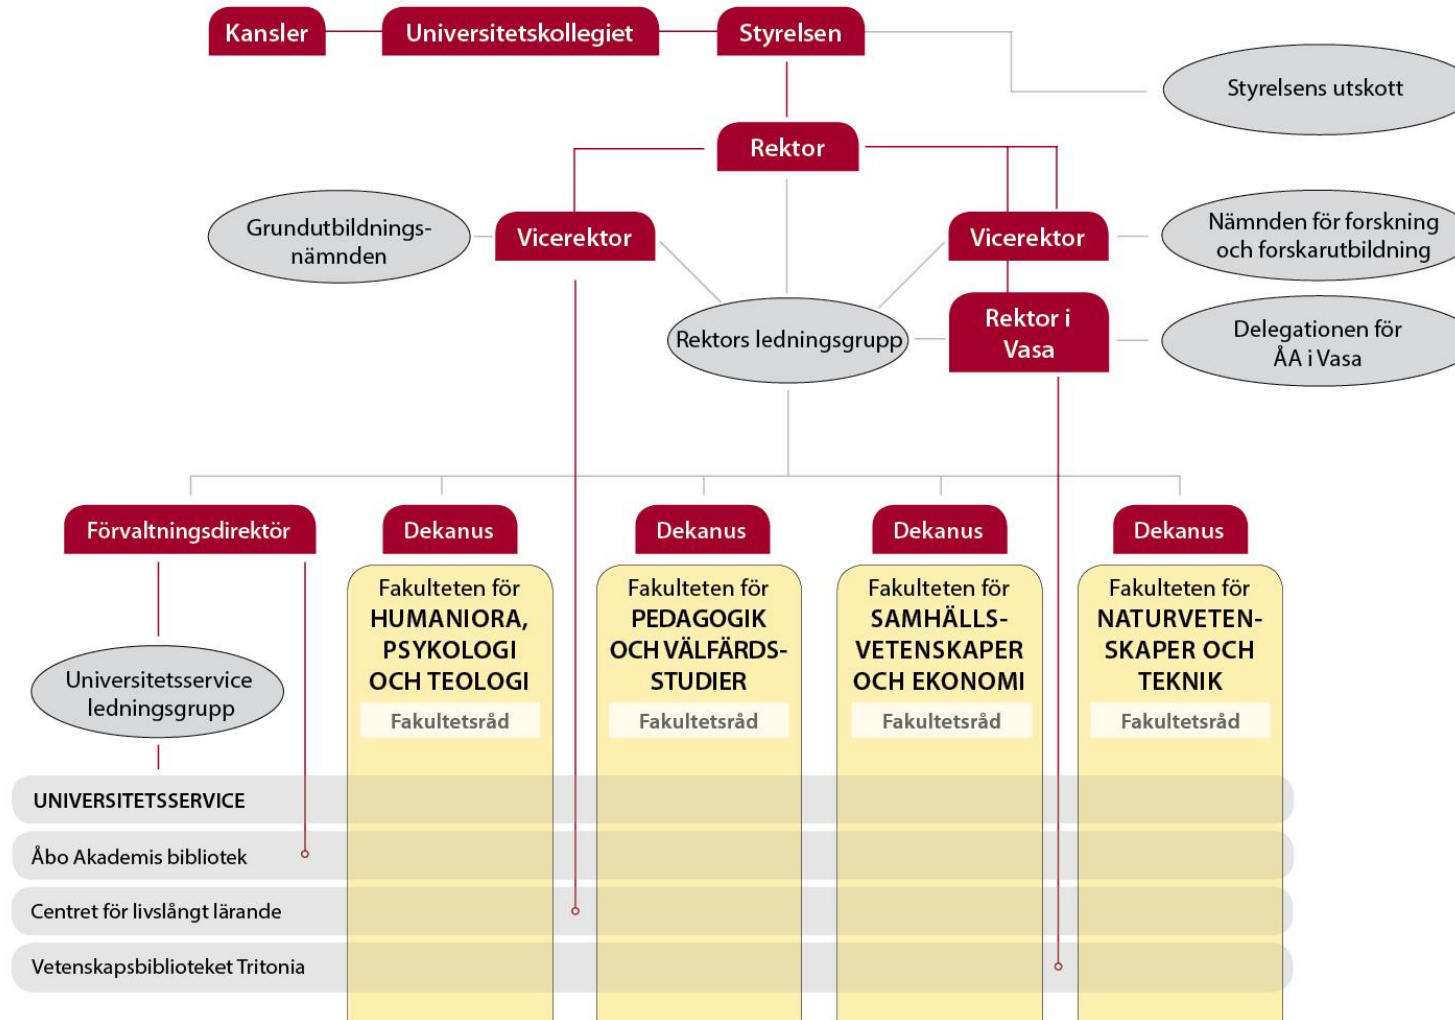 Kansler
Universitetskollegiet
Styrelsen
Styrelsens utskott
Rektor
Grundutbildnings-
nämnden
Vicerektor
Vicerektor
Nämnden för forskning
och forskarutbildning
Rektors ledningsgrupp
Rektor i
Vasa
Delegationen för
ÅA i Vasa
Förvaltningsdirektör
Dekanus
Dekanus
Dekanus
Dekanus
Fakulteten för
HUMANIORA,
PSYKOLOGI
OCH TEOLOGI
Fakultetsråd
Fakulteten för
PEDAGOGIK
OCH VÄLFÄRDS-
STUDIER
Fakultetsråd
Fakulteten för
SAMHÄLLS-
VETENSKAPER
OCH EKONOMI
Fakultetsråd
Fakulteten för
NATURVETEN-
SKAPER OCH
TEKNIK
Fakultetsråd
Universitetsservice
ledningsgrupp
UNIVERSITETSSERVICE
Åbo Akademis bibliotek
Centret för livslångt lärande
Vetenskapsbiblioteket Tritonia